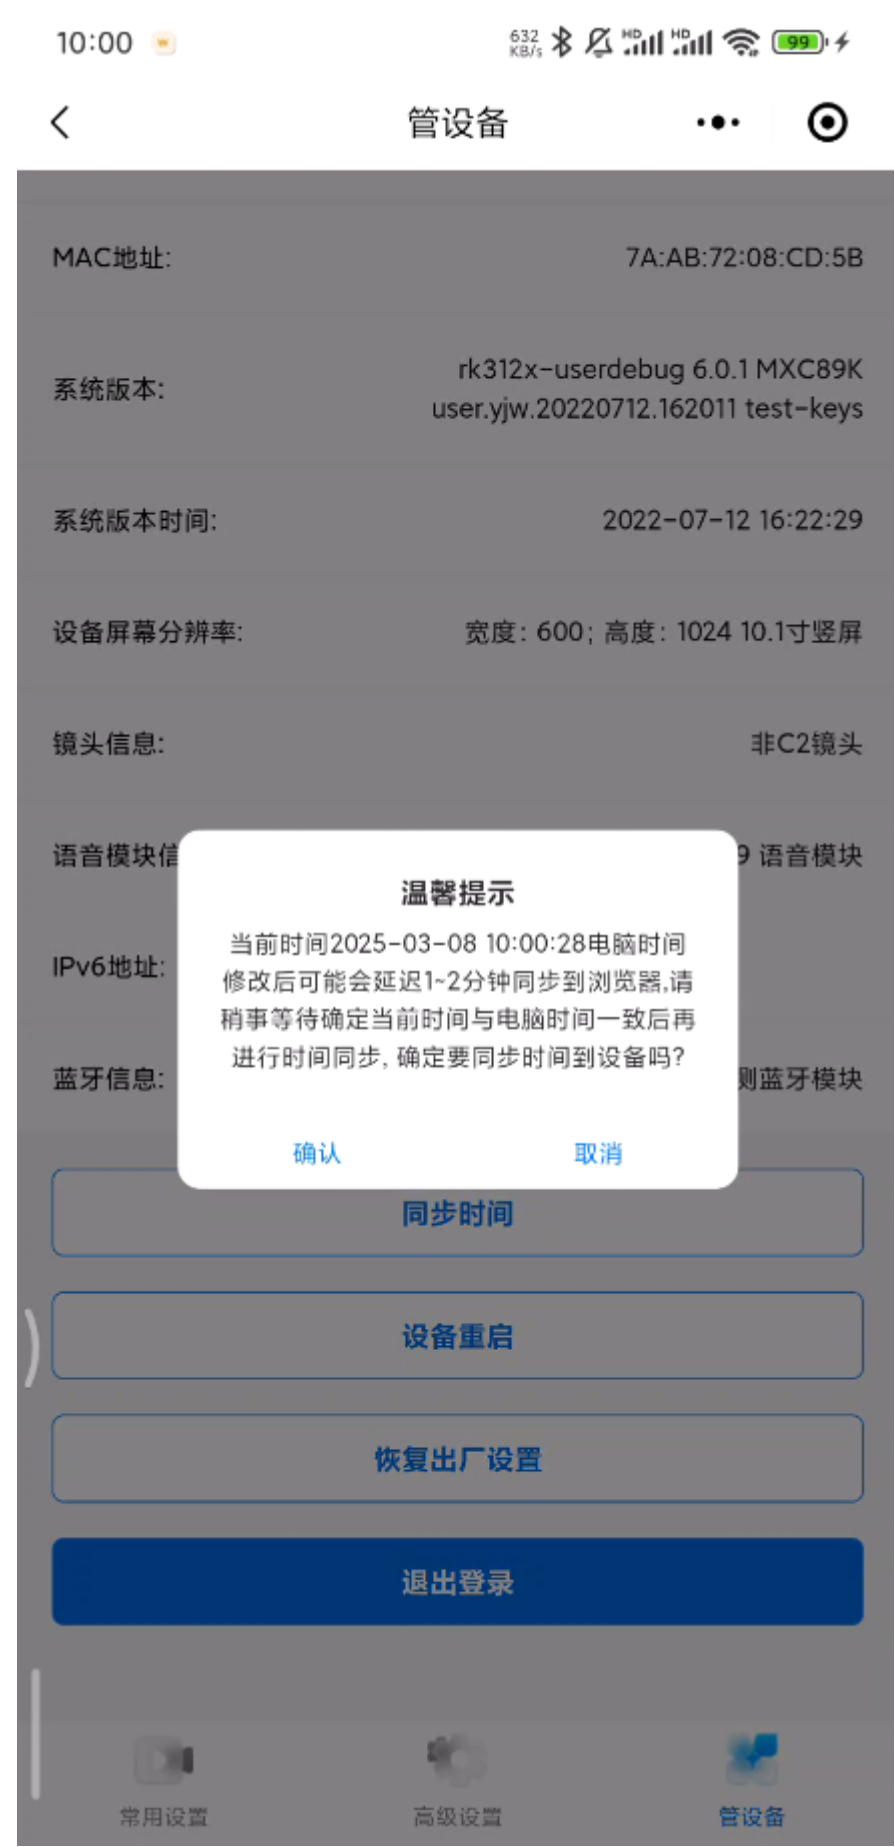 10:00
632
KB/s
HD
HD
99
管设备
MAC地址:
7A:AB:72:08:CD:5B
系统版本:
rk312x-userdebug 6.0.1 MXC89K
user.yjw.20220712.162011 test-keys
系统版本时间:
2022-07-12 16:22:29
设备屏幕分辨率:
宽度: 600; 高度: 1024 10.1寸竖屏
镜头信息:
非C2镜头
语音模块信
9 语音模块
温馨提示
当前时间2025-03-08 10:00:28电脑时间
修改后可能会延迟1~2分钟同步到浏览器,请
稍事等待确定当前时间与电脑时间一致后再
进行时间同步, 确定要同步时间到设备吗?
IPv6地址:
蓝牙信息:
测蓝牙模块
确认
取消
同步时间
设备重启
恢复出厂设置
退出登录
常用设置
高级设置
管设备